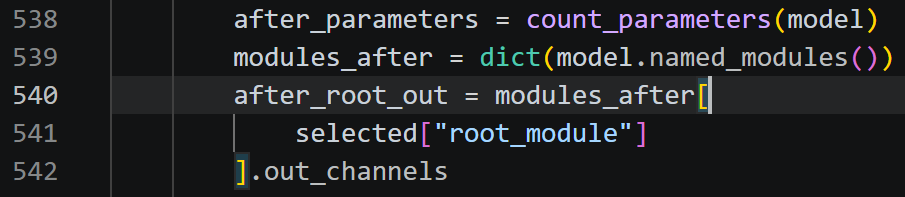 538 after_parameters = count_parameters(model)
539 modules_after = dict(model.named_modules())
540 after_root_out = modules_after[
541 selected["root_module"]
542 ].out_channels